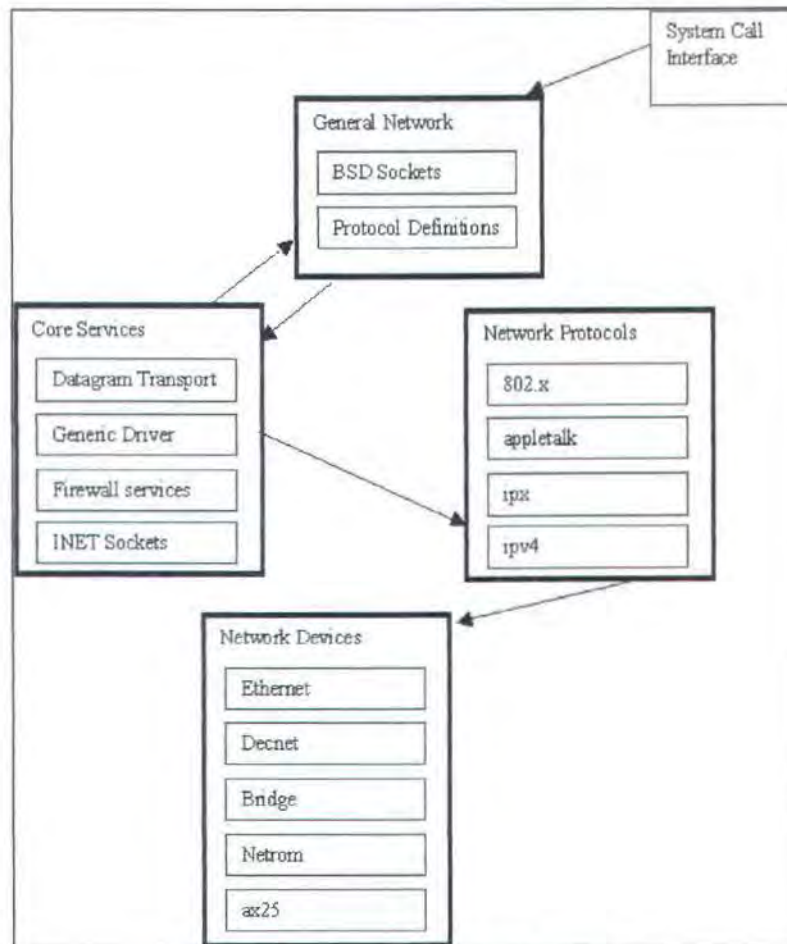 System Call
Interface
General Network
BSD Sockets
Protocol Definitions
Core Services
Datagram Transport
Generic Driver
Firewall services
INET Sockets
Network Protocols
802.x
appletalk
ipx
ipv4
Network Devices
Ethernet
Decnet
Bridge
Netrom
ax25